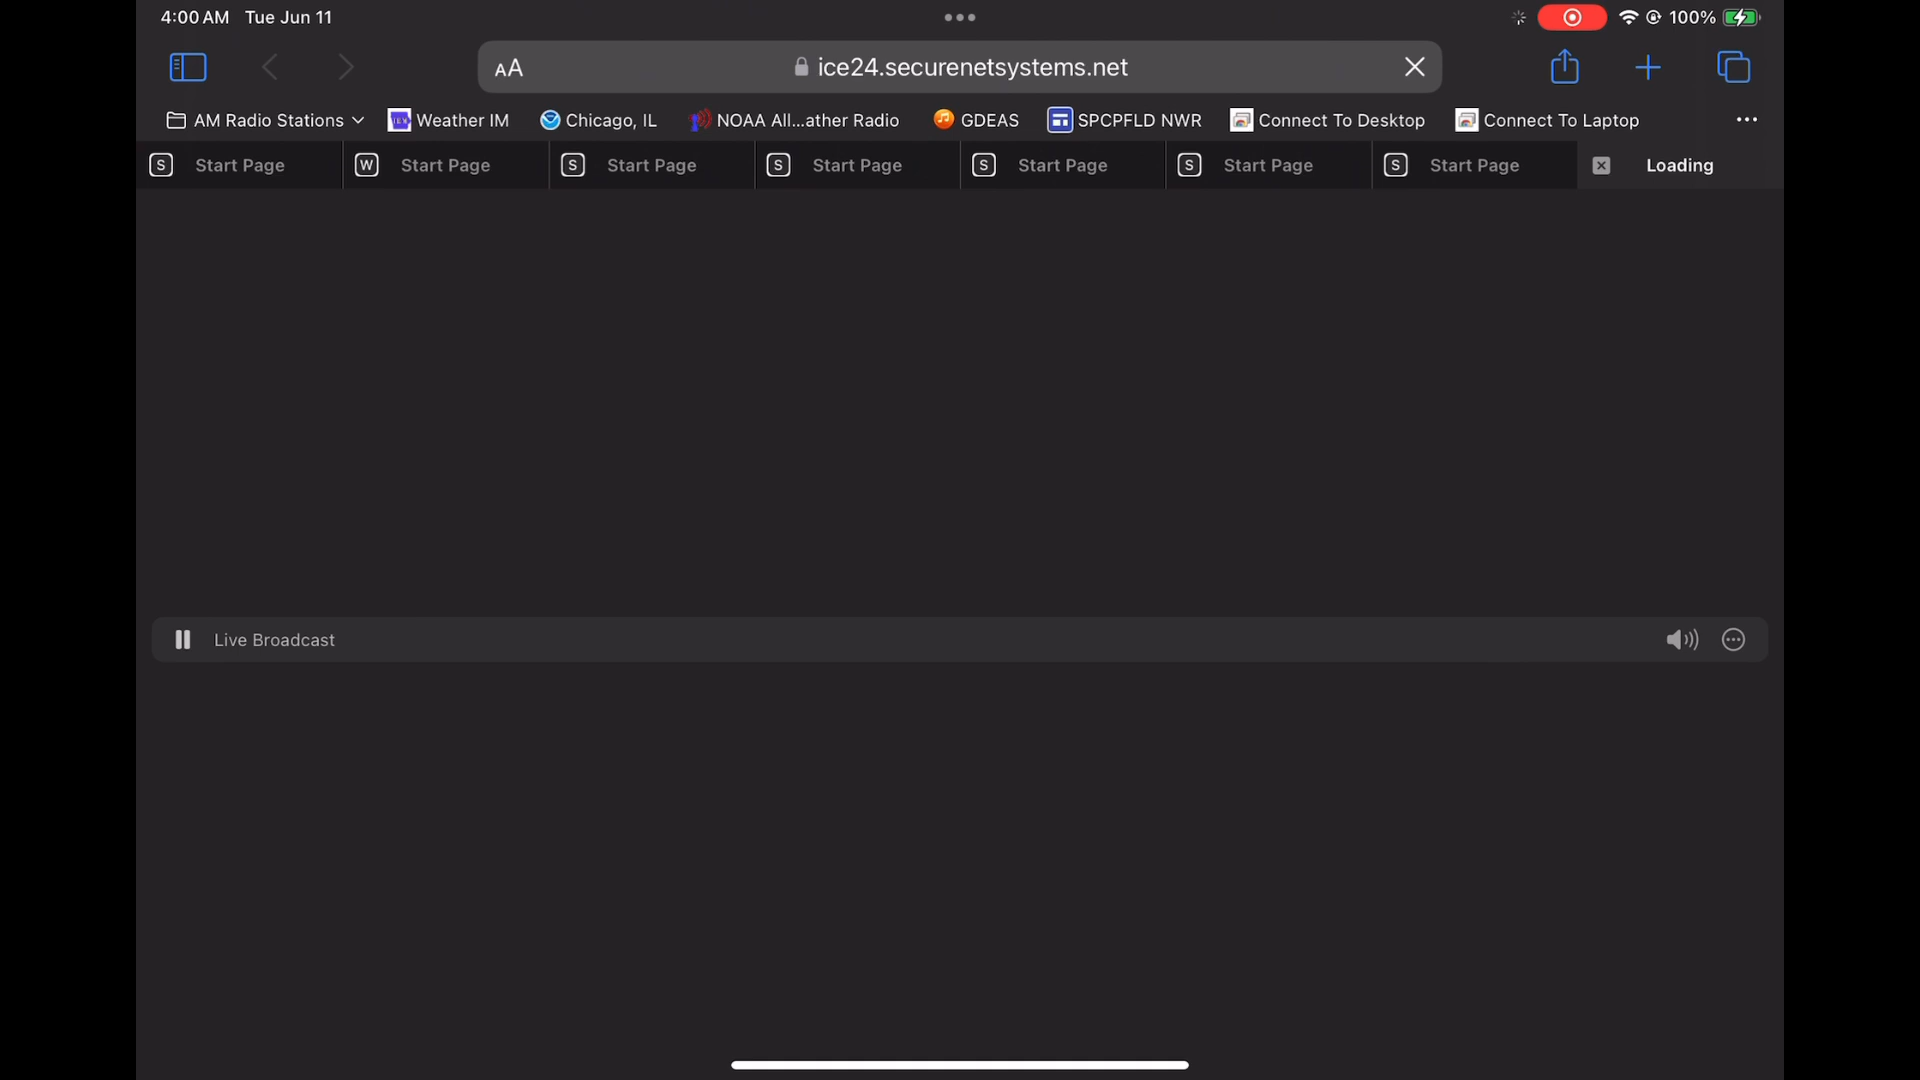 4:00 AM Tue Jun 11
100%
AA
ice24.securenetsystems.net
AM Radio Stations
Weather IM
Chicago, IL
NOAA All...ather Radio
GDEAS
SPCPFLD NWR
Connect To Desktop
Connect To Laptop
S Start Page
W Start Page
S Start Page
S Start Page
S Start Page
S Start Page
S Start Page
Loading
Live Broadcast